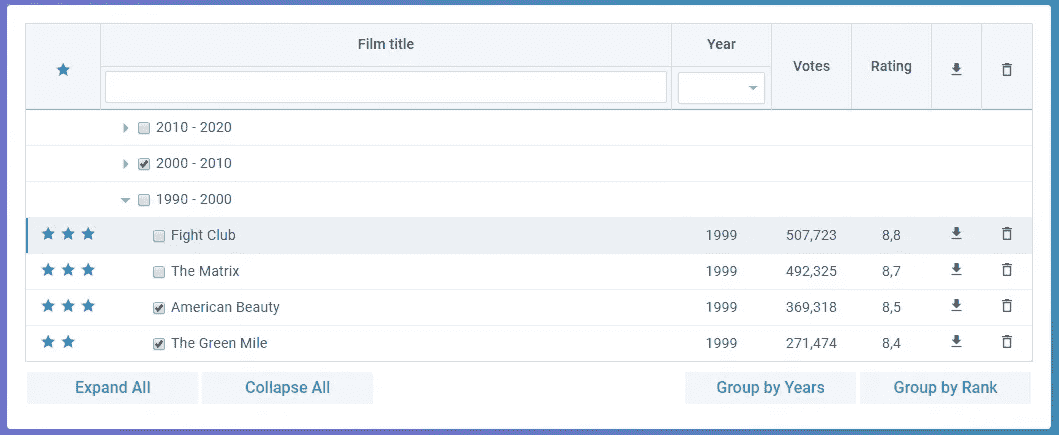 Film title Year
Votes Rating
2010 - 2020
2000 - 2010
1990 - 2000
Fight Club 1999 507,723 8,8
The Matrix 1999 492,325 8,7
American Beauty 1999 369,318 8,5
The Green Mile 1999 271,474 8,4
Expand All Collapse All Group by Years Group by Rank